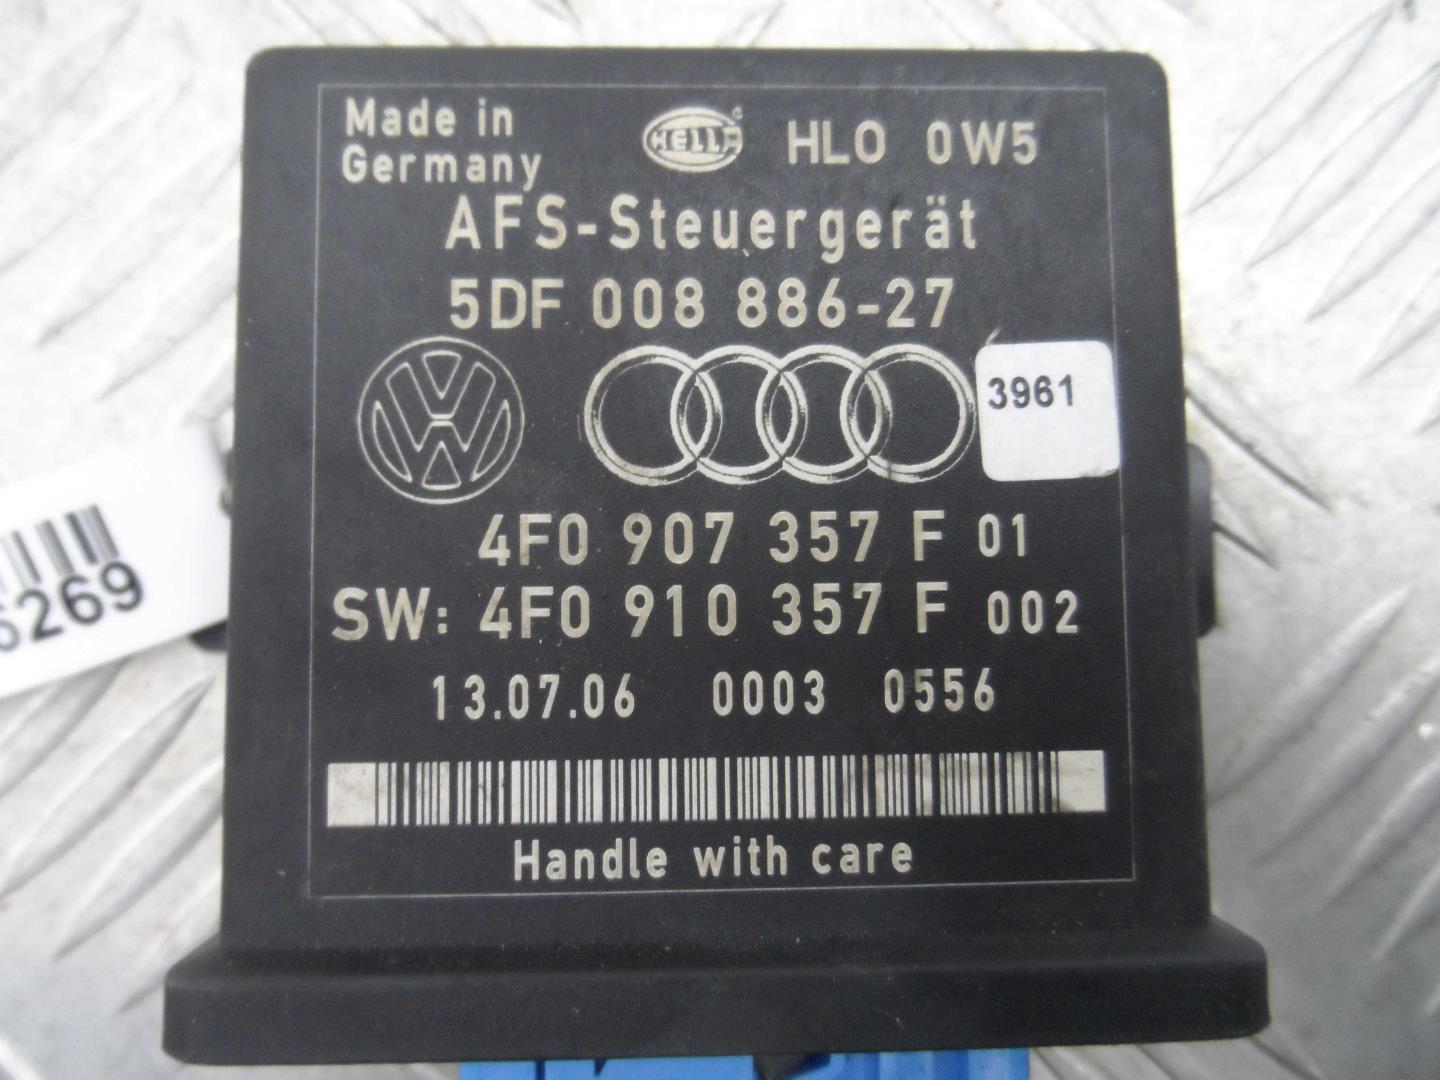 Made in
Germany
HELLA
HLO 0W5
AFS-Steuergerät
5DF 008 886-27
3961
4F0 907 357 F 01
SW: 4F0 910 357 F 002
13.07.06 0003 0556
Handle with care
6269